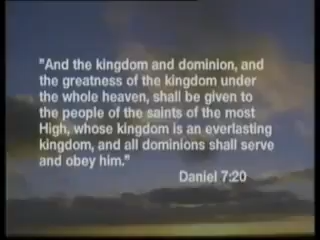 "And the kingdom and dominion, and
the greatness of the kingdom under
the whole heaven, shall be given to
the people of the saints of the most
High, whose kingdom is an everlasting
kingdom, and all dominions shall serve
and obey him."
Daniel 7:20